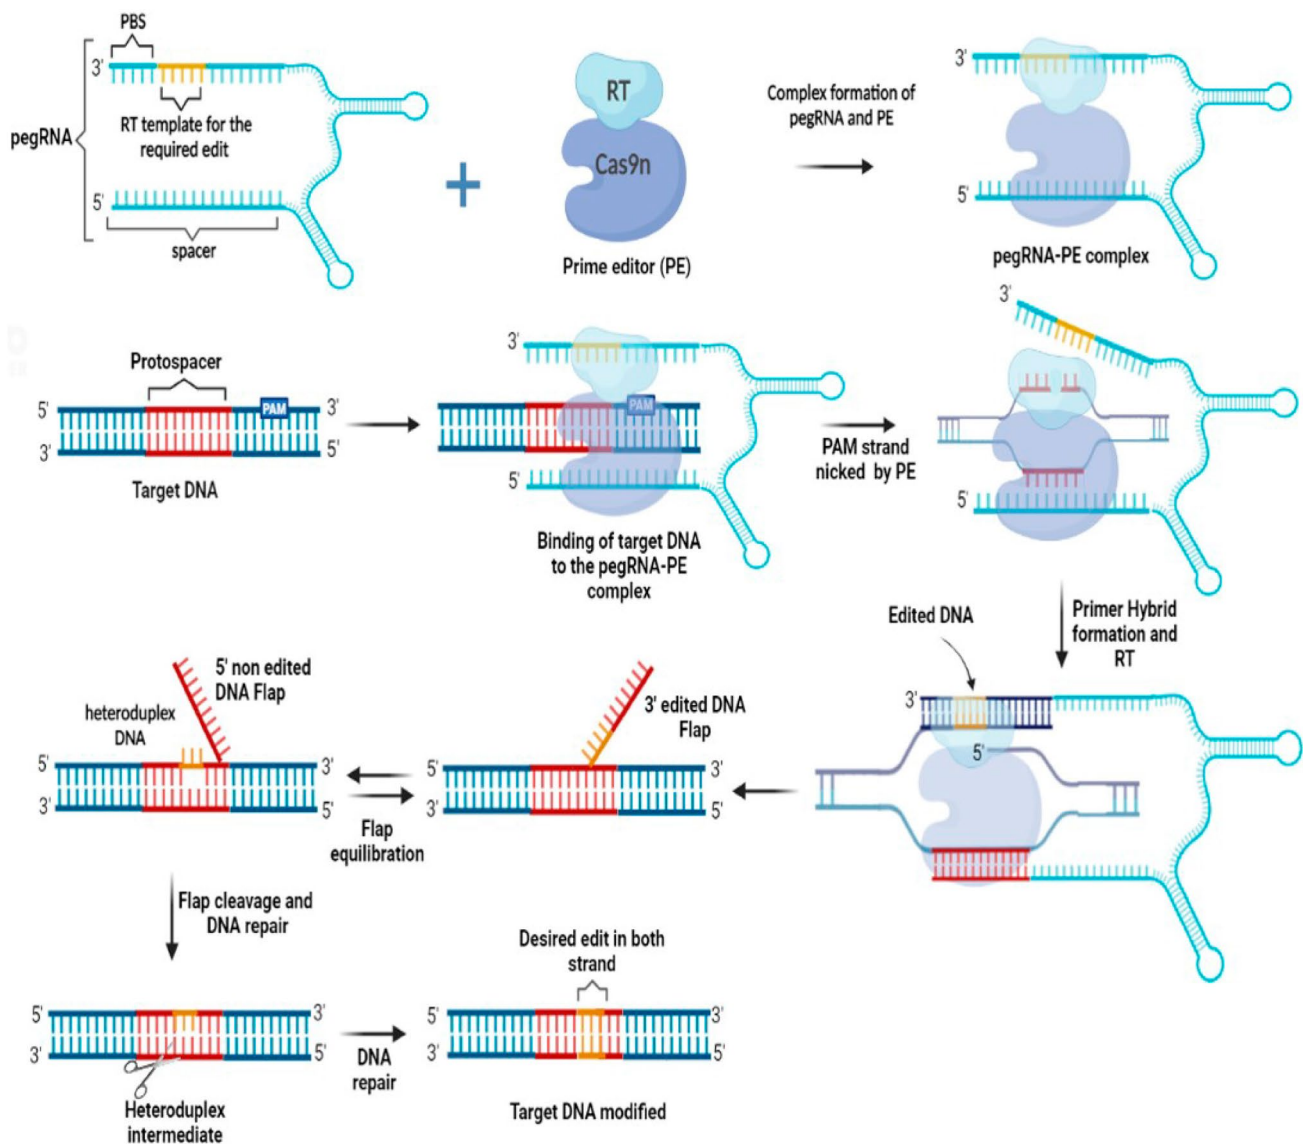 PBS
3'
RT template for the
required edit
pegRNA
5'
spacer
RT
Cas9n
Prime editor (PE)
Complex formation of
pegRNA and PE
3'
5'
pegRNA-PE complex
Protospacer
PAM
5'
3'
3'
5'
Target DNA
3'
PAM
5'
Binding of target DNA
to the pegRNA-PE
complex
PAM strand
nicked by PE
3'
5'
Primer Hybrid
formation and
RT
Edited DNA
3'
5'
3' edited DNA
Flap
5'
3'
3'
5'
Flap
equilibration
5' non edited
DNA Flap
heteroduplex
DNA
5'
3'
3'
5'
Flap cleavage and
DNA repair
5'
3'
3'
5'
Heteroduplex
intermediate
DNA
repair
Desired edit in both
strand
5'
3'
3'
5'
Target DNA modified